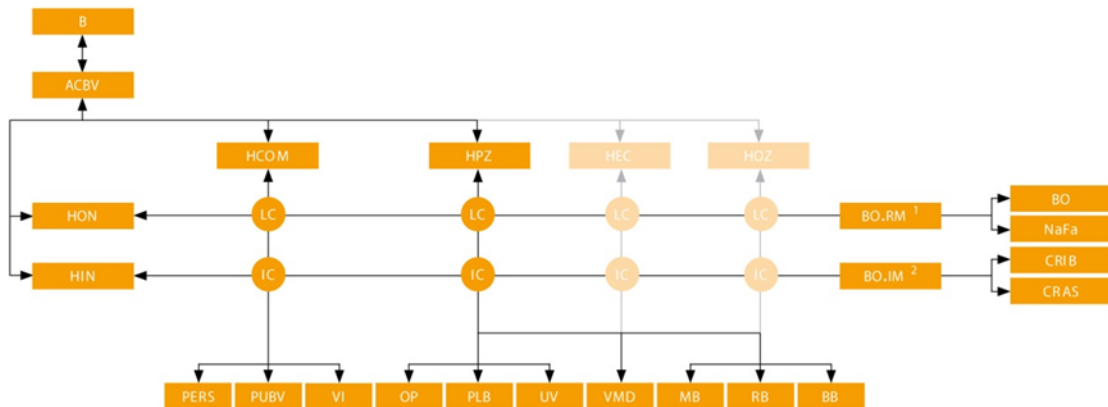 B
ACBV
HCOM HPZ HEC HOZ
HON LC LC LC LC BO.RM 1 BO
NaFa
HIN IC IC IC IC BO.IM 2 CRIB
CRAS
PERS PUBV VI OP PLB UV VMD MB RB BB